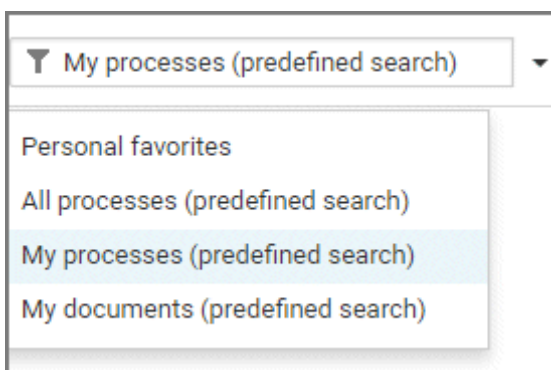 My processes (predefined search)
Personal favorites
All processes (predefined search)
My processes (predefined search)
My documents (predefined search)